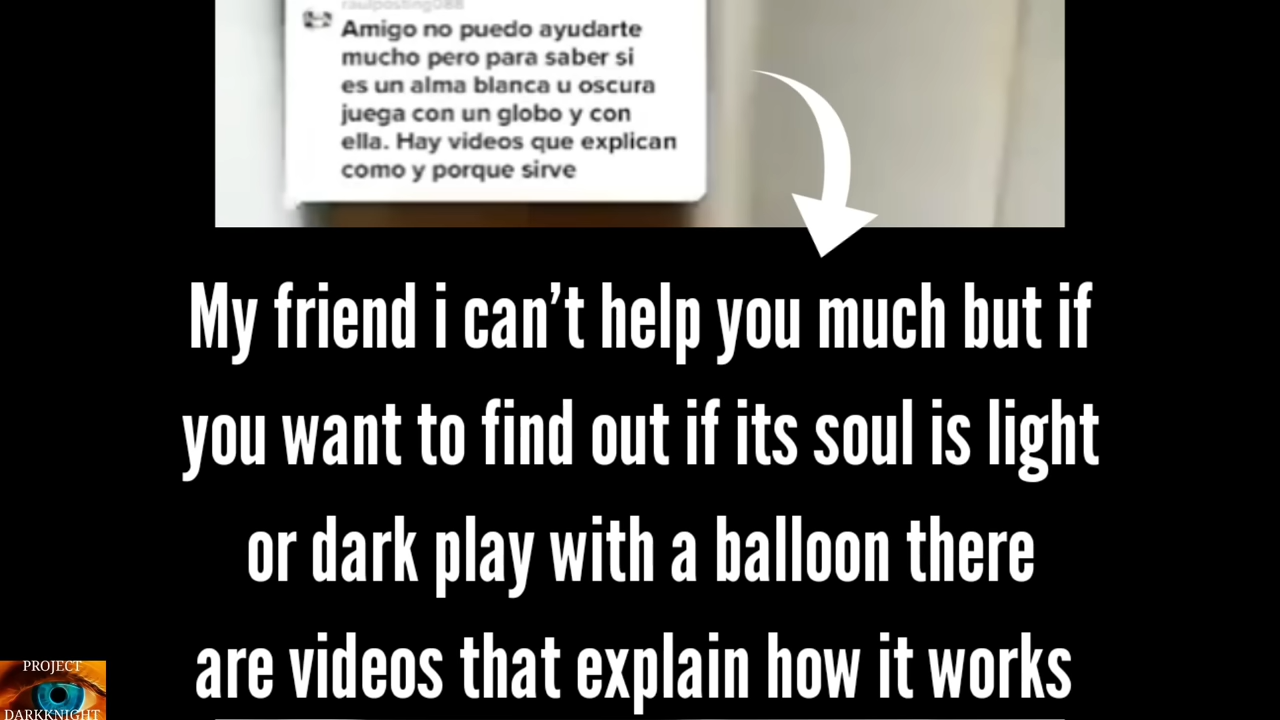 raulposting088
Amigo no puedo ayudarte
mucho pero para saber si
es un alma blanca u oscura
juega con un globo y con
ella. Hay videos que explican
como y porque sirve
My friend i can’t help you much but if
you want to find out if its soul is light
or dark play with a balloon there
are videos that explain how it works
PROJECT
DARKKNIGHT